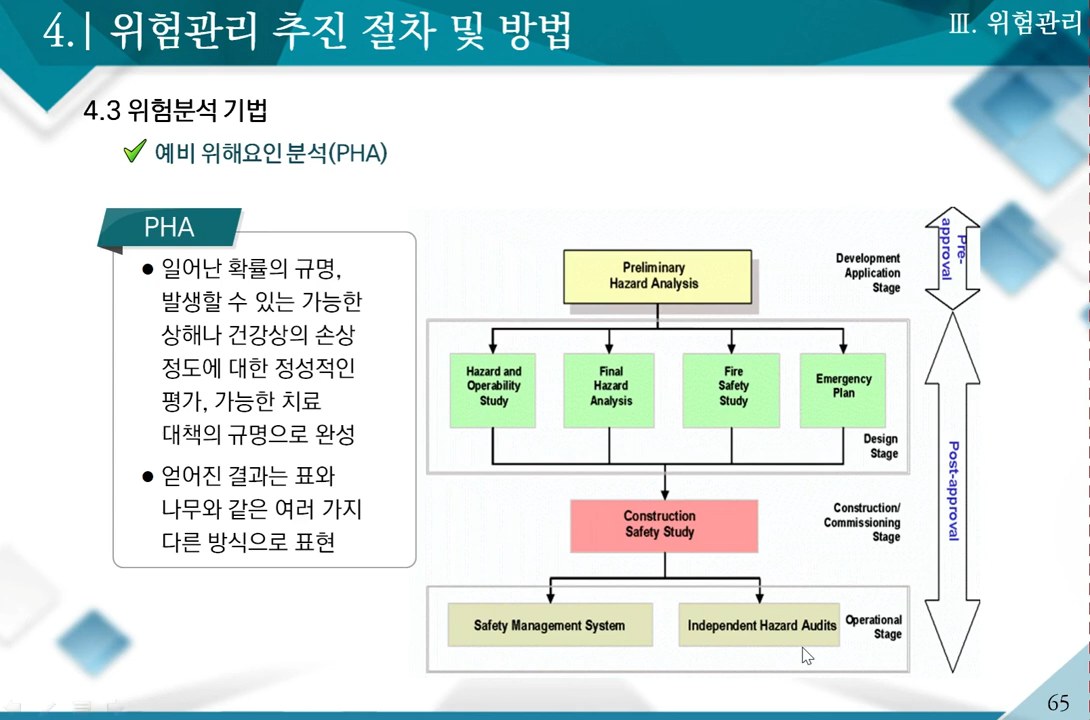 4.| 위험관리 추진 절차 및 방법
Ⅲ. 위험관리
4.3 위험분석 기법
예비 위해요인 분석(PHA)
PHA
● 일어난 확률의 규명,
발생할 수 있는 가능한
상해나 건강상의 손상
정도에 대한 정성적인
평가, 가능한 치료
대책의 규명으로 완성
● 얻어진 결과는 표와
나무와 같은 여러 가지
다른 방식으로 표현
Preliminary
Hazard Analysis
Development
Application
Stage
Pre-
approval
Hazard and
Operability
Study
Final
Hazard
Analysis
Fire
Safety
Study
Emergency
Plan
Design
Stage
Post-approval
Construction
Safety Study
Construction/
Commissioning
Stage
Safety Management System
Independent Hazard Audits
Operational
Stage
65